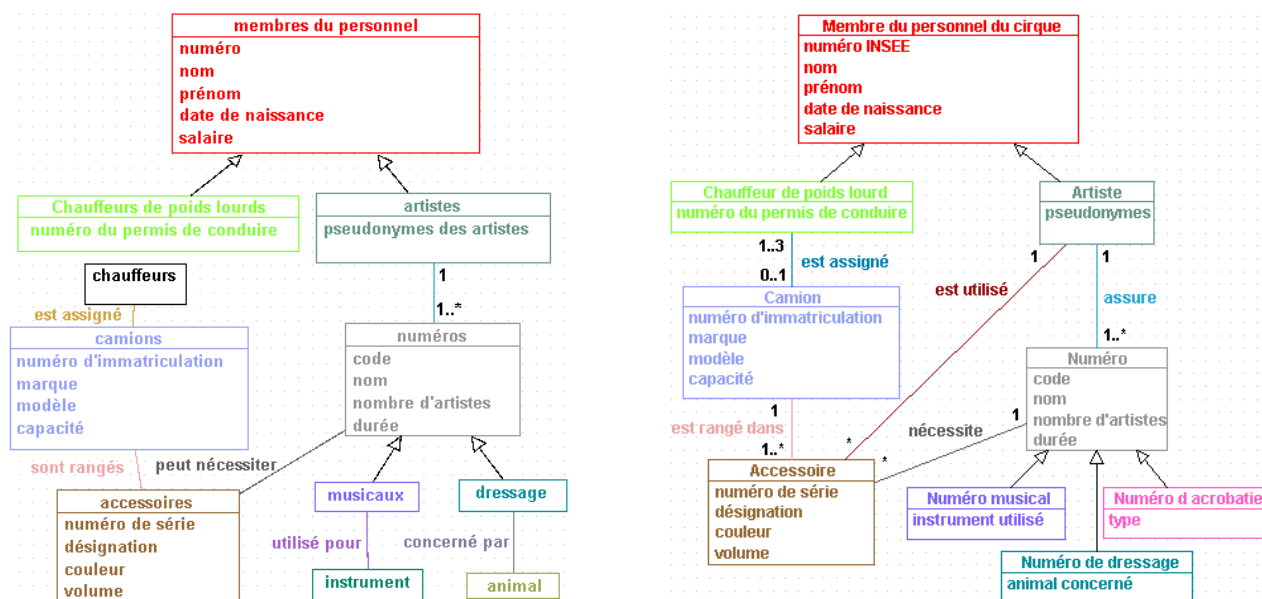 membres du personnel
numéro
nom
prénom
date de naissance
salaire
Chauffeurs de poids lourds
numéro du permis de conduire
artistes
pseudonymes des artistes
chauffeurs
1
est assigné
1..*
camions
numéro d'immatriculation
marque
modèle
capacité
numéros
code
nom
nombre d'artistes
durée
sont rangés
peut nécessiter
accessoires
numéro de série
désignation
couleur
volume
musicaux
dressage
utilisé pour
concerné par
instrument
animal
Membre du personnel du cirque
numéro INSEE
nom
prénom
date de naissance
salaire
Chauffeur de poids lourd
numéro du permis de conduire
Artiste
pseudonymes
1..3
est assigné
0..1
1
1
est utilisé
assure
Camion
numéro d'immatriculation
marque
modèle
capacité
1..*
Numéro
code
nom
nombre d'artistes
durée
1
est rangé dans
1..*
*
nécessite
1
*
Accessoire
numéro de série
désignation
couleur
volume
Numéro musical
instrument utilisé
Numéro d acrobatie
type
Numéro de dressage
animal concerné